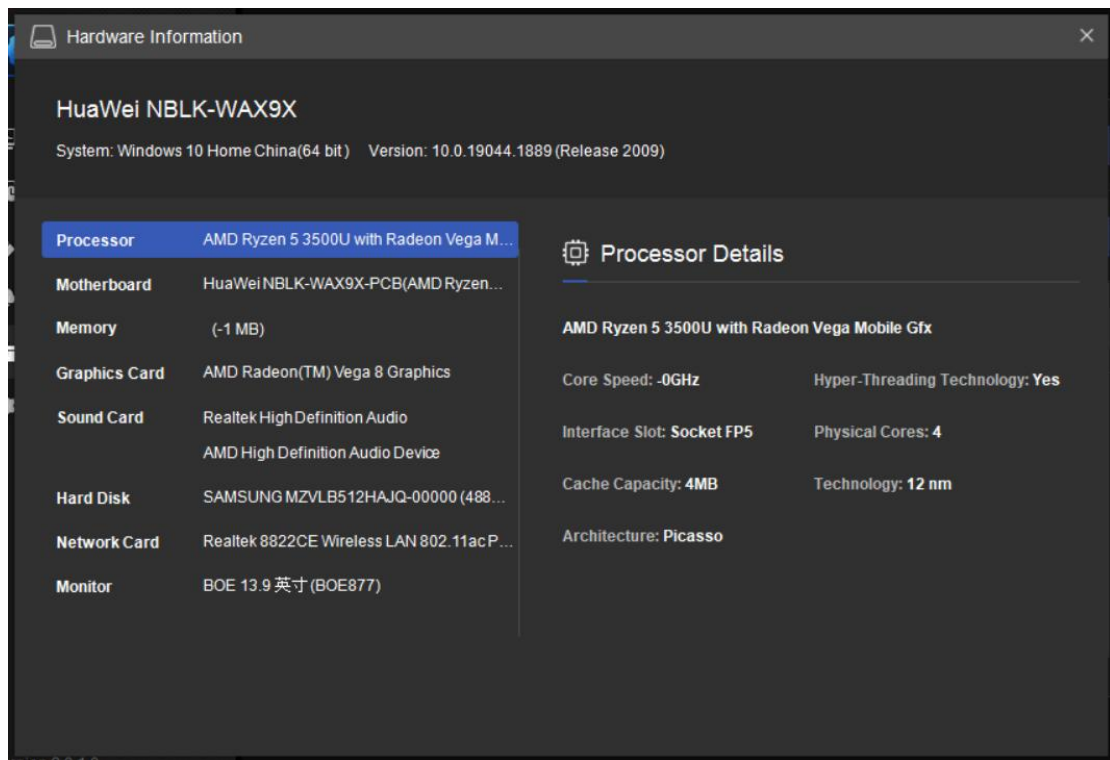 Hardware Information
HuaWei NBLK-WAX9X
System: Windows 10 Home China(64 bit) Version: 10.0.19044.1889 (Release 2009)
Processor AMD Ryzen 5 3500U with Radeon Vega M...
Motherboard HuaWei NBLK-WAX9X-PCB(AMD Ryzen...
Memory (-1 MB)
Graphics Card AMD Radeon(TM) Vega 8 Graphics
Sound Card Realtek High Definition Audio
AMD High Definition Audio Device
Hard Disk SAMSUNG MZVLB512HAJQ-00000 (488...
Network Card Realtek 8822CE Wireless LAN 802.11ac P...
Monitor BOE 13.9 英寸 (BOE877)
Processor Details
AMD Ryzen 5 3500U with Radeon Vega Mobile Gfx
Core Speed: -0GHz Hyper-Threading Technology: Yes
Interface Slot: Socket FP5 Physical Cores: 4
Cache Capacity: 4MB Technology: 12 nm
Architecture: Picasso